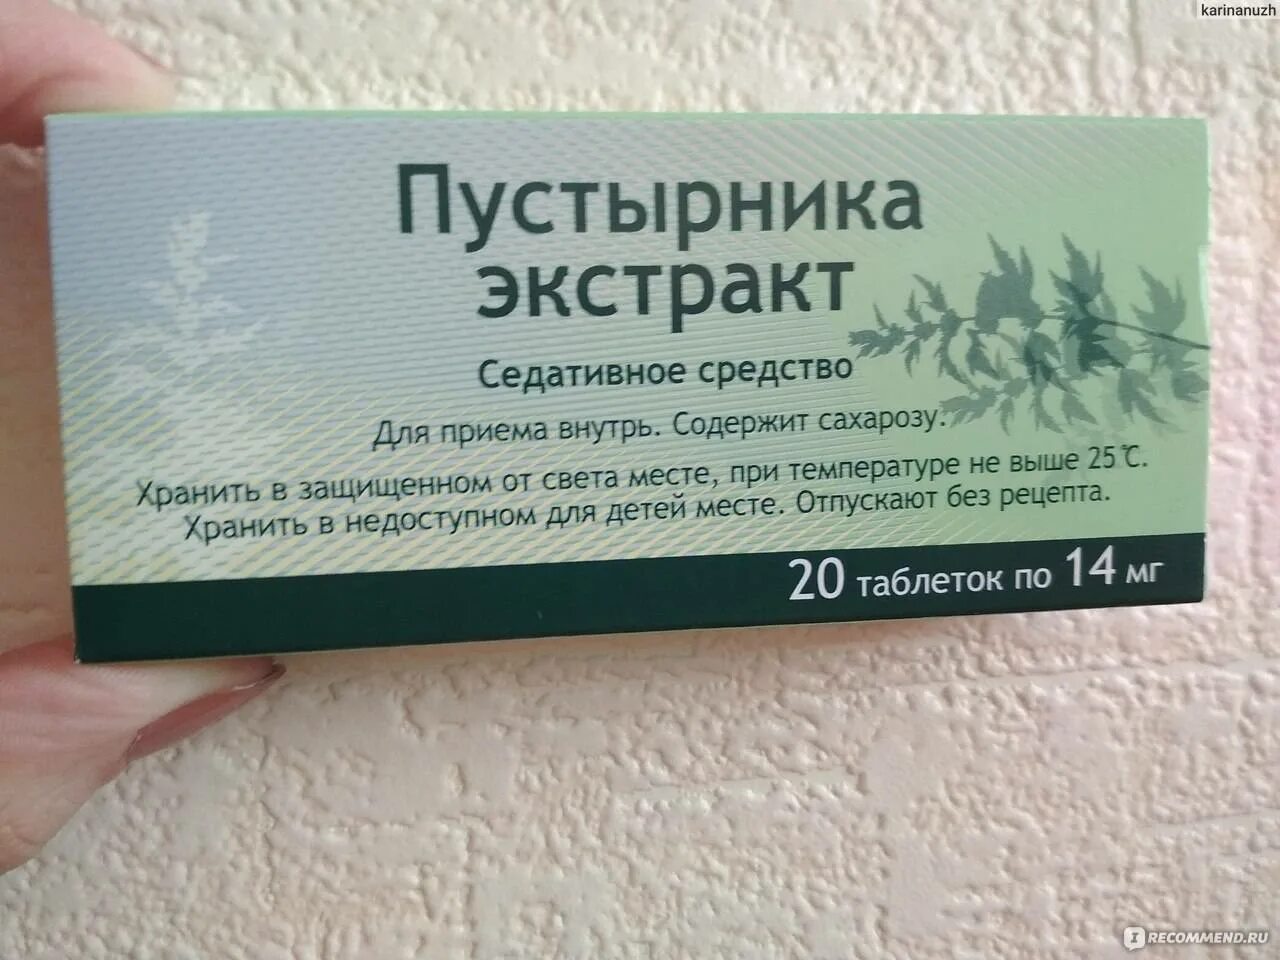 karinanuzh
Пустырника
экстракт
Седативное средство
Для приема внутрь. Содержит сахарозу.
Хранить в защищенном от света месте, при температуре не выше 25°С.
Хранить в недоступном для детей месте. Отпускают без рецепта.
20 таблеток по 14 мг
IRECOMMEND.RU